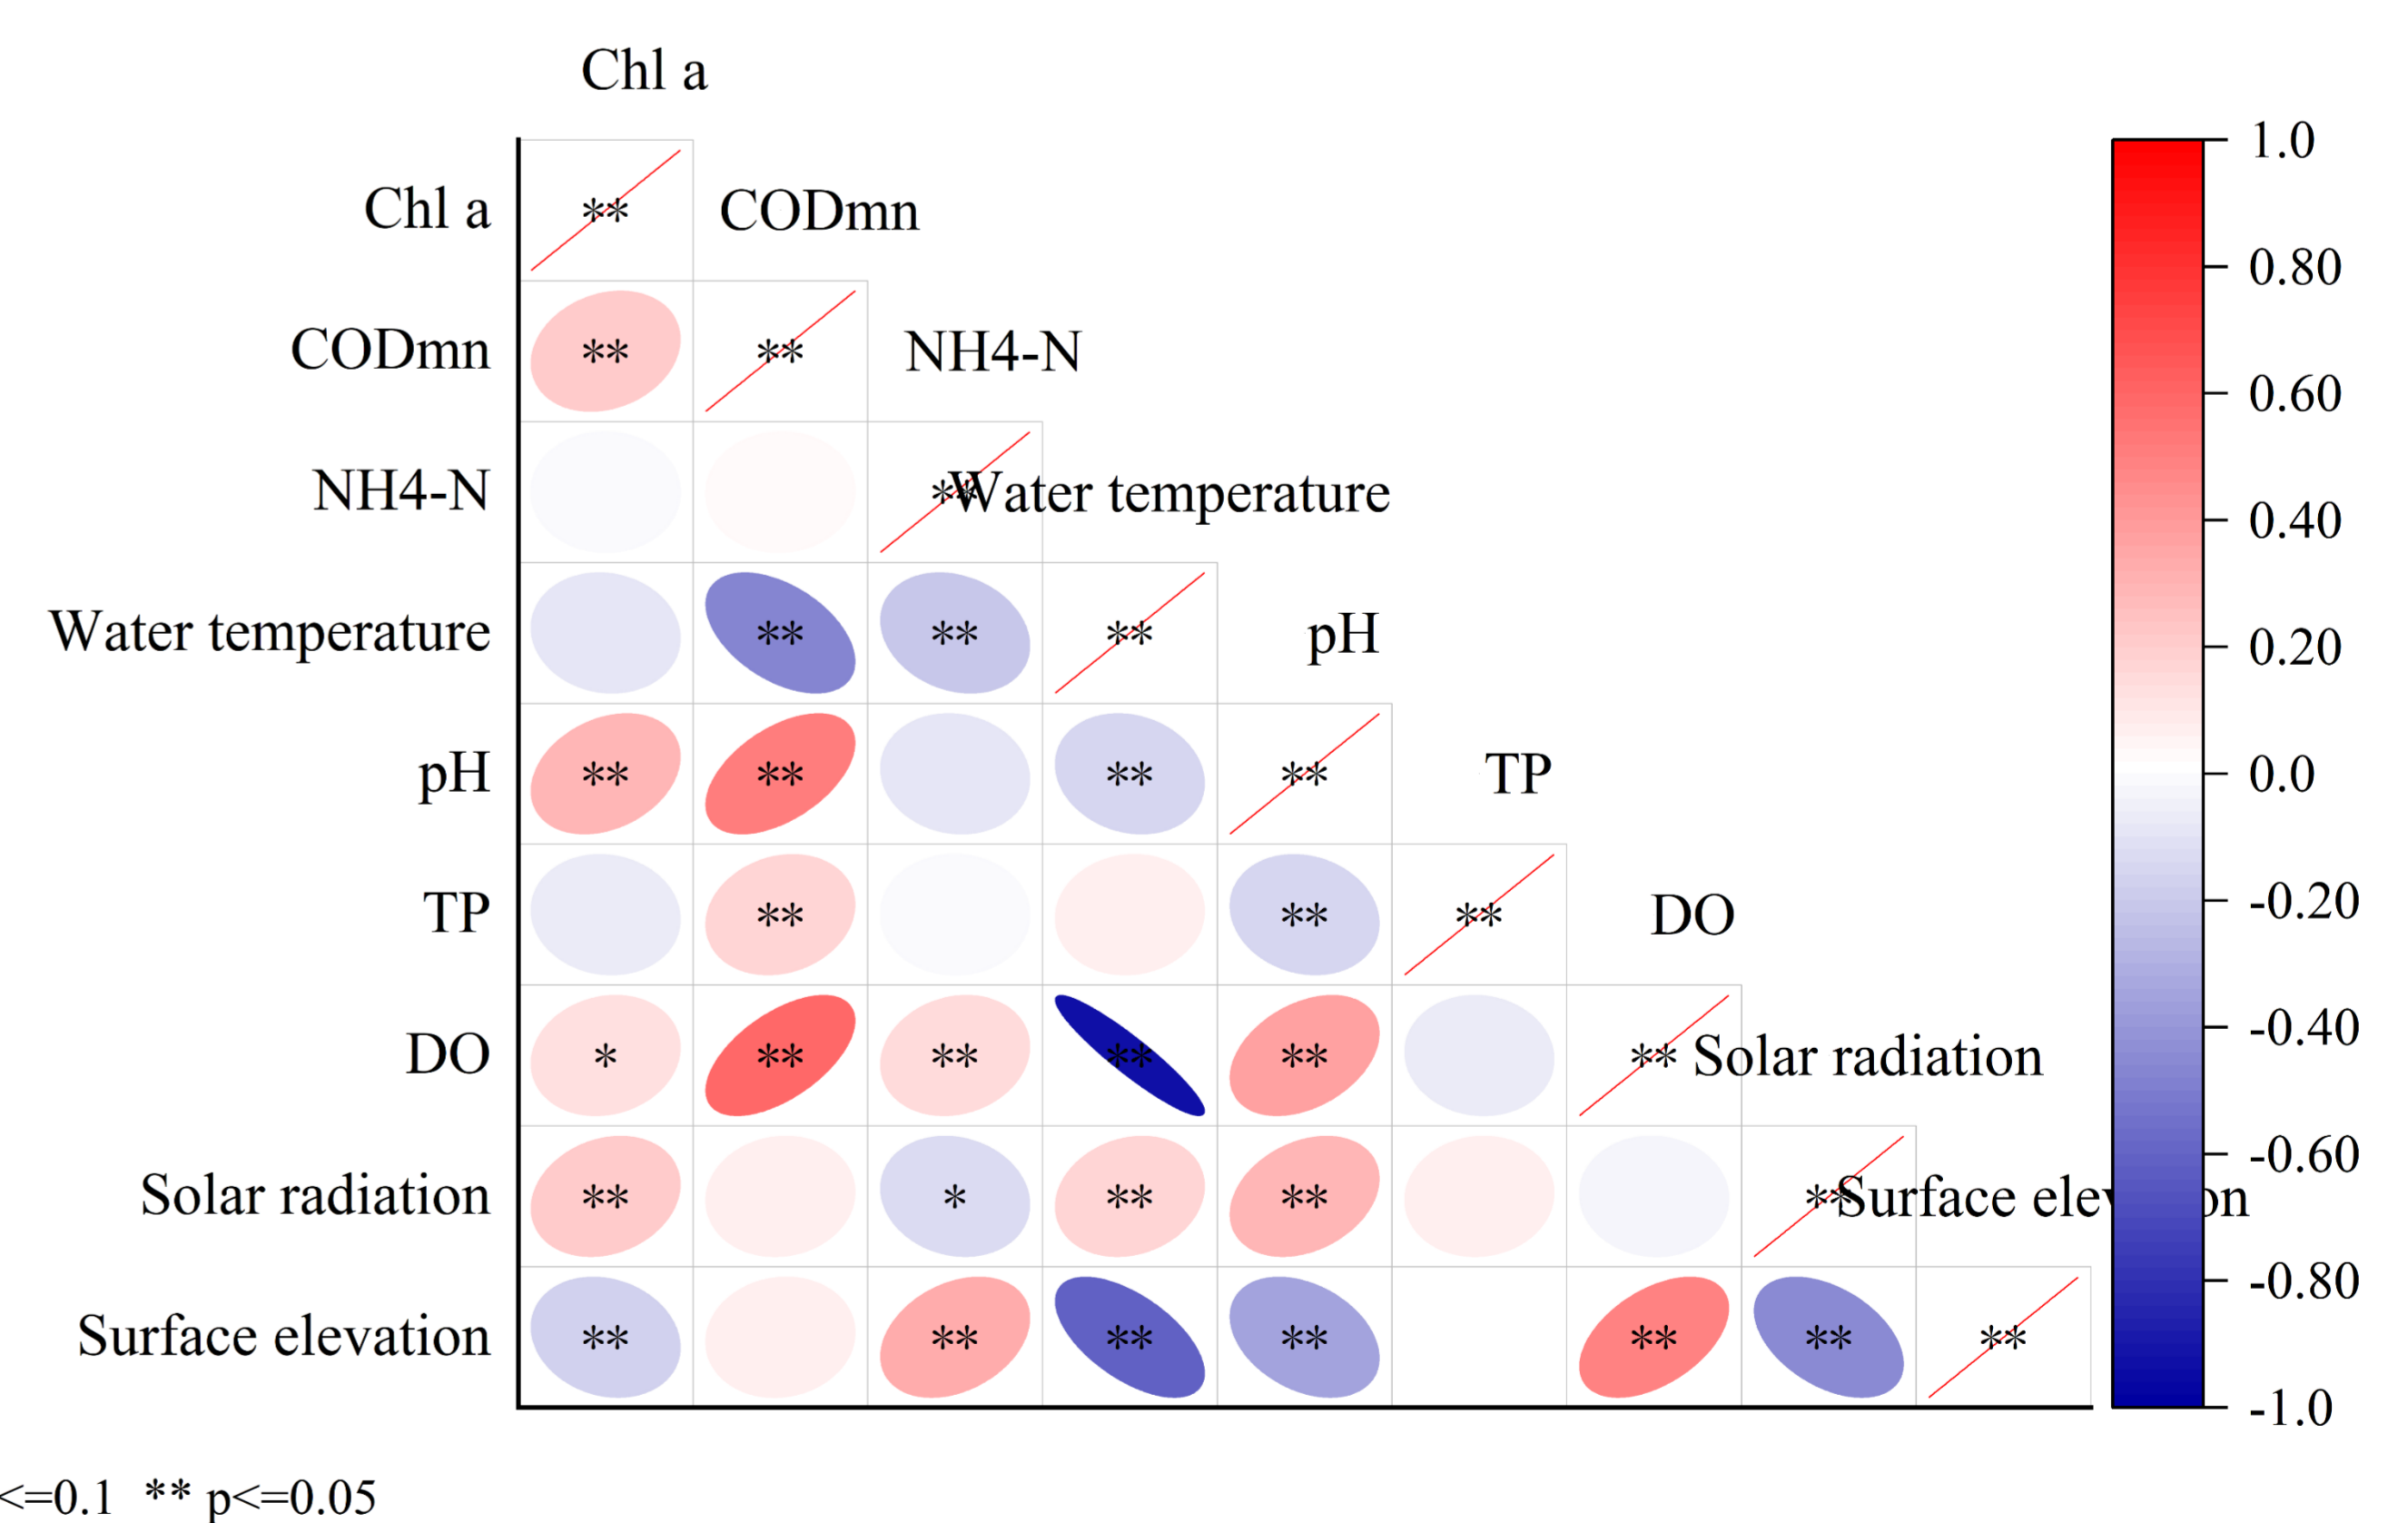 Chl a
1.0
Chl a ** CODmn
0.80
CODmn ** ** NH4-N
0.60
0.40
NH4-N ** Water temperature
0.20
Water temperature ** ** ** pH
0.0
pH ** ** ** ** TP
-0.20
TP ** ** ** DO
-0.40
DO * ** ** ** ** ** Solar radiation
-0.60
Solar radiation ** * ** ** ** Surface
-0.80
Surface elevation ** ** ** ** ** ** **
-1.0
<=0.1 ** p<=0.05